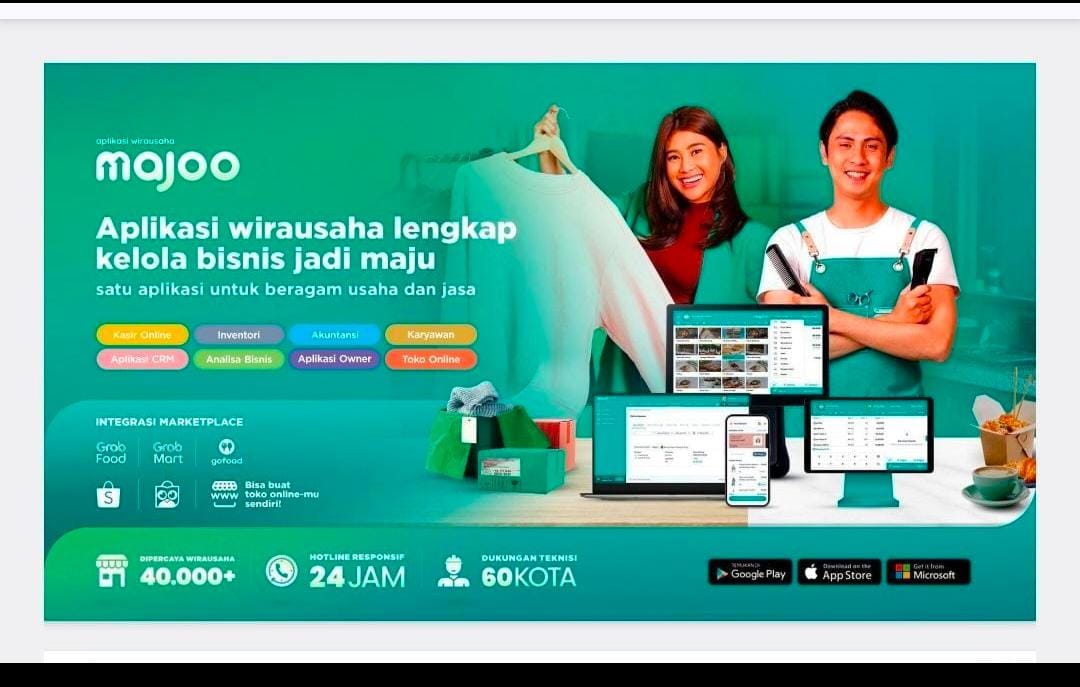 aplikasi wirausaha
majoo
Aplikasi wirausaha lengkap
kelola bisnis jadi maju
satu aplikasi untuk beragam usaha dan jasa
Kasir Online
Inventori
Akuntansi
Karyawan
Aplikasi CRM
Analisa Bisnis
Aplikasi Owner
Toko Online
INTEGRASI MARKETPLACE
Grab
Food
Grab
Mart
gofood
S
www
Bisa buat
toko online-mu
sendiri!
DIPERCAYA WIRAUSAHA
40.000+
HOTLINE RESPONSIF
24 JAM
DUKUNGAN TEKNISI
60 KOTA
TEMUKAN DI
Google Play
Download on the
App Store
Get it from
Microsoft